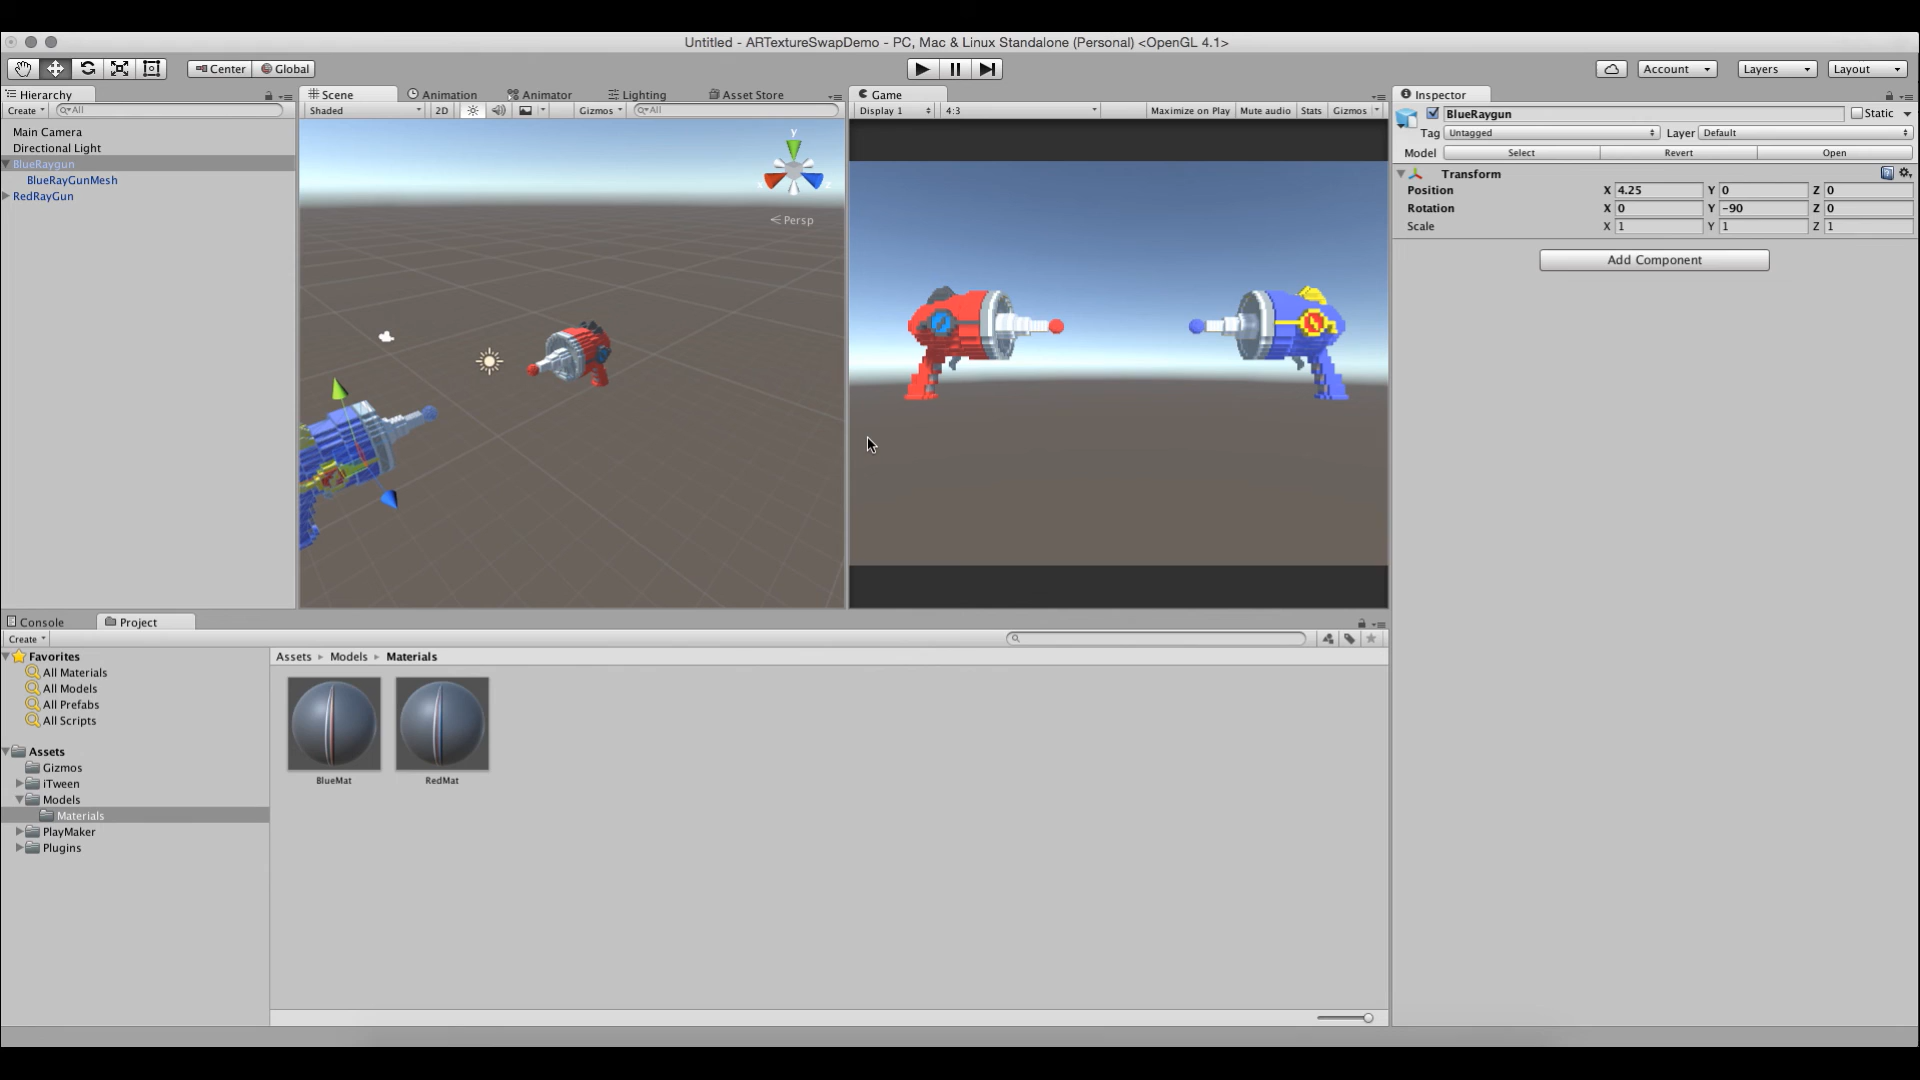 Untitled - ARTextureSwapDemo - PC, Mac & Linux Standalone (Personal) <OpenGL 4.1>
Center Global Account Layers Layout
Hierarchy
Create All
Main Camera
Directional Light
BlueRaygun
BlueRayGunMesh
RedRayGun
Scene Animation Animator Lighting Asset Store
Shaded 2D Gizmos All
y
x z
Persp
Game
Display 1 4:3 Maximize on Play Mute audio Stats Gizmos
Inspector
BlueRaygun Static
Tag Untagged Layer Default
Model Select Revert Open
Transform
Position X 4.25 Y 0 Z 0
Rotation X 0 Y -90 Z 0
Scale X 1 Y 1 Z 1
Add Component
Console Project
Create
Favorites
All Materials
All Models
All Prefabs
All Scripts
Assets
Gizmos
iTween
Models
Materials
PlayMaker
Plugins
Assets Models Materials
BlueMat RedMat